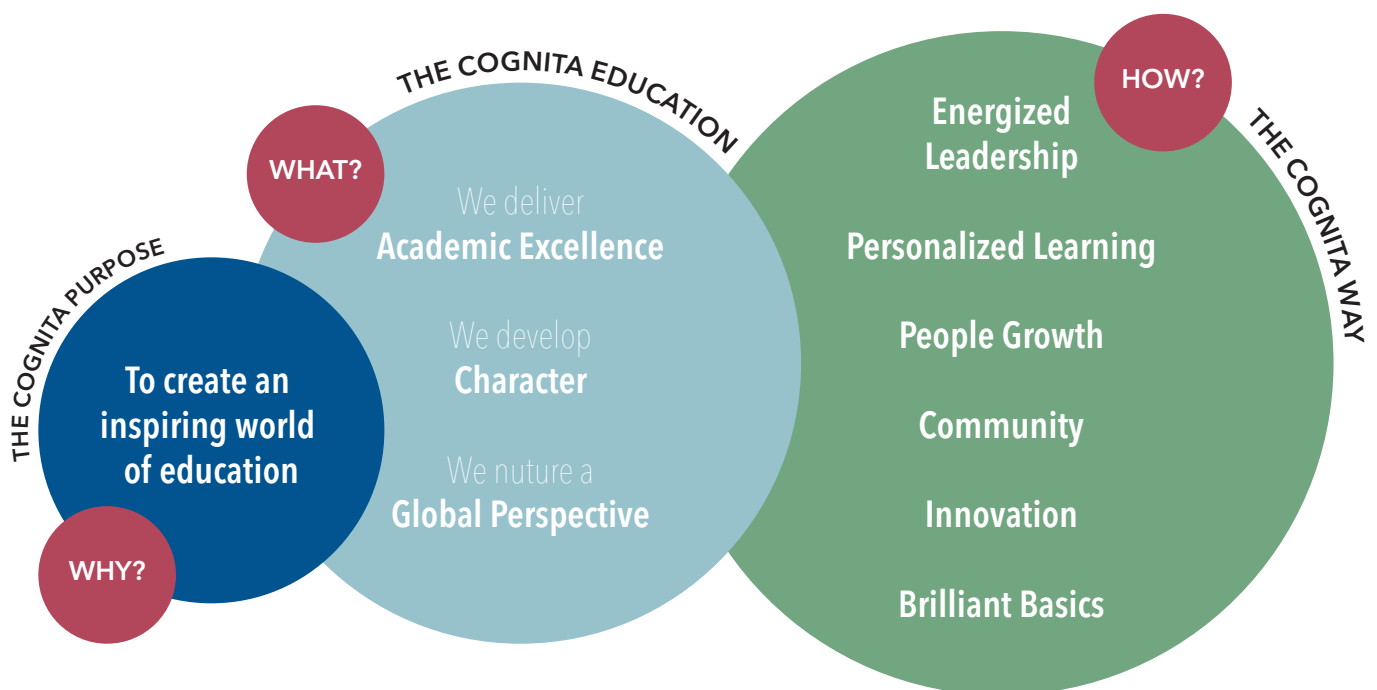 THE COGNITA PURPOSE
To create an
inspiring world
of education
WHY?
THE COGNITA EDUCATION
WHAT?
We deliver
Academic Excellence
We develop
Character
We nuture a
Global Perspective
THE COGNITA WAY
HOW?
Energized
Leadership
Personalized Learning
People Growth
Community
Innovation
Brilliant Basics